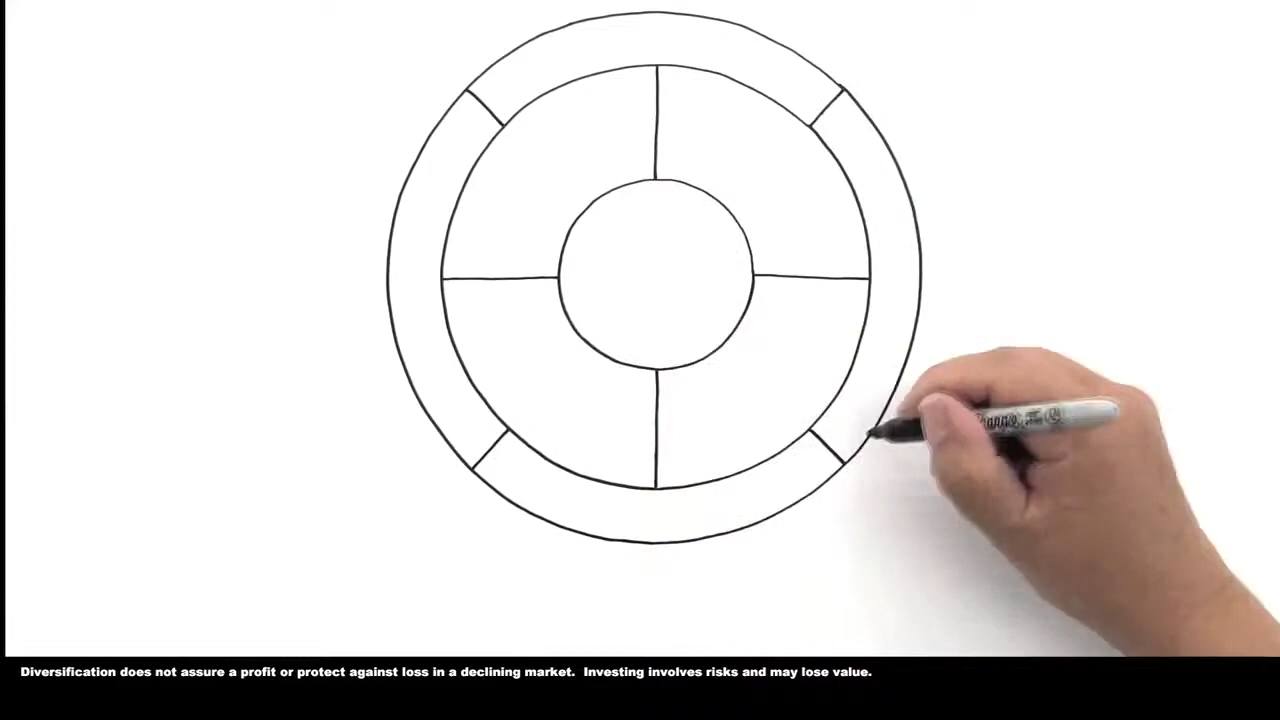 Diversification does not assure a profit or protect against loss in a declining market.  Investing involves risks and may lose value.